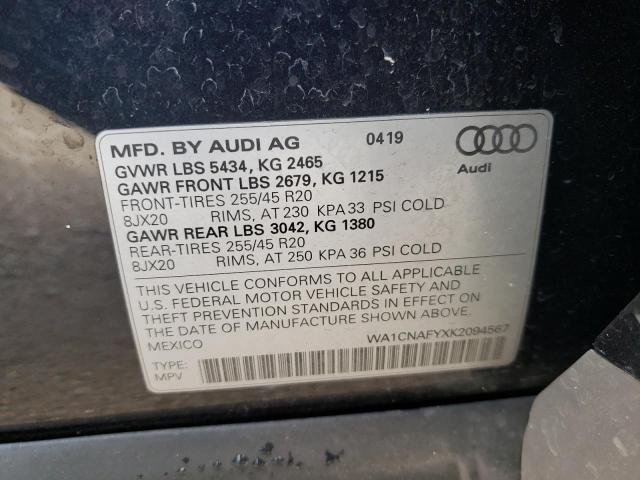 MFD. BY AUDI AG 04 19
GVWR LBS 5434, KG 2465
GAWR FRONT LBS 2679, KG 1215
FRONT-TIRES 255/45 R20
8JX20 RIMS, AT 230 KPA 33 PSI COLD
GAWR REAR LBS 3042, KG 1380
REAR-TIRES 255/45 R20
8JX20 RIMS, AT 250 KPA 36 PSI COLD
Audi
THIS VEHICLE CONFORMS TO ALL APPLICABLE
U.S. FEDERAL MOTOR VEHICLE SAFETY AND
THEFT PREVENTION STANDARDS IN EFFECT ON
THE DATE OF MANUFACTURE SHOWN ABOVE.
MEXICO
WA1CNAFYXK2094567
TYPE:
MPV